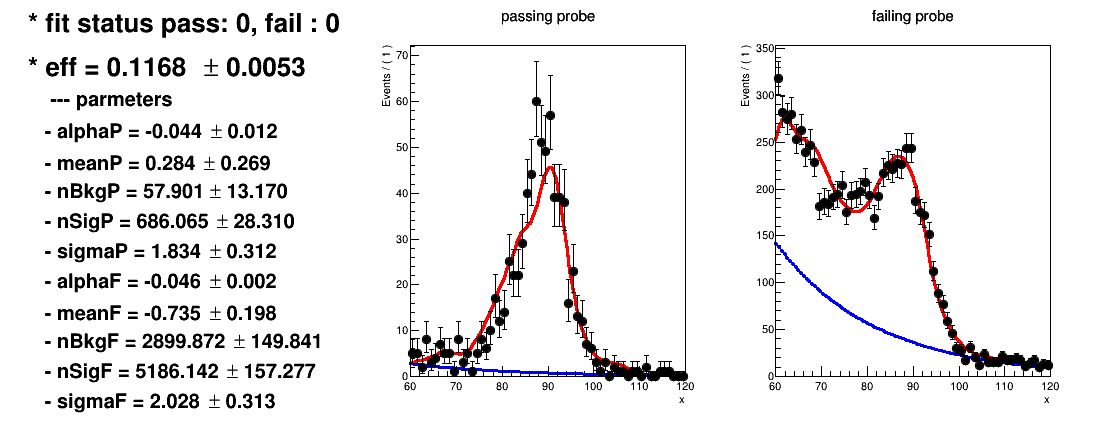 * fit status pass: 0, fail : 0
* eff = 0.1168 ± 0.0053
--- parmeters
- alphaP = -0.044 ± 0.012
- meanP = 0.284 ± 0.269
- nBkgP = 57.901 ± 13.170
- nSigP = 686.065 ± 28.310
- sigmaP = 1.834 ± 0.312
- alphaF = -0.046 ± 0.002
- meanF = -0.735 ± 0.198
- nBkgF = 2899.872 ± 149.841
- nSigF = 5186.142 ± 157.277
- sigmaF = 2.028 ± 0.313
passing probe
Events / ( 1 )
70
60
50
40
30
20
10
0
60 70 80 90 100 110 120
x
failing probe
Events / ( 1 )
350
300
250
200
150
100
50
0
60 70 80 90 100 110 120
x